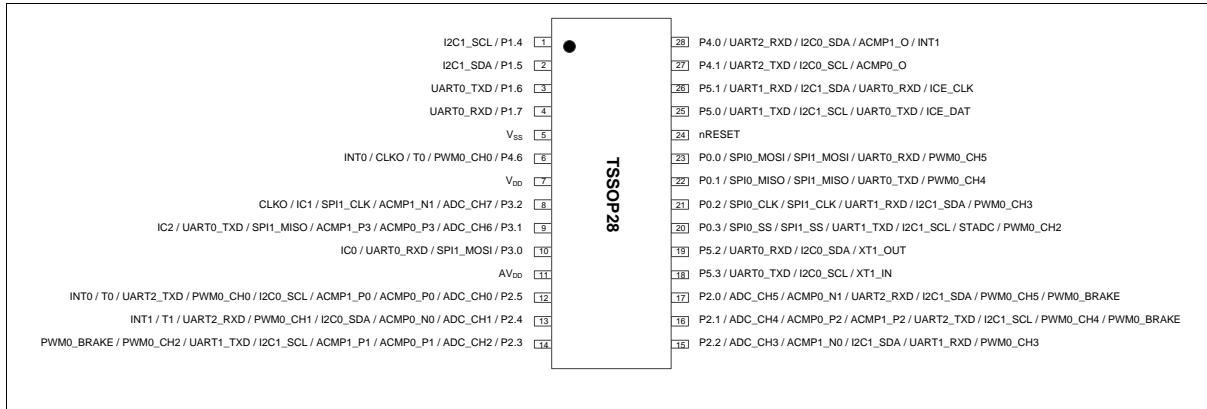 I2C1_SCL / P1.4 1
I2C1_SDA / P1.5 2
UART0_TXD / P1.6 3
UART0_RXD / P1.7 4
VSS 5
INT0 / CLKO / T0 / PWM0_CH0 / P4.6 6
VDD 7
CLKO / IC1 / SPI1_CLK / ACMP1_N1 / ADC_CH7 / P3.2 8
IC2 / UART0_TXD / SPI1_MISO / ACMP1_P3 / ACMP0_P3 / ADC_CH6 / P3.1 9
IC0 / UART0_RXD / SPI1_MOSI / P3.0 10
AVDD 11
INT0 / T0 / UART2_TXD / PWM0_CH0 / I2C0_SCL / ACMP1_P0 / ACMP0_P0 / ADC_CH0 / P2.5 12
INT1 / T1 / UART2_RXD / PWM0_CH1 / I2C0_SDA / ACMP0_N0 / ADC_CH1 / P2.4 13
PWM0_BRAKE / PWM0_CH2 / UART1_TXD / I2C1_SCL / ACMP1_P1 / ACMP0_P1 / ADC_CH2 / P2.3 14
TSSOP28
28 P4.0 / UART2_RXD / I2C0_SDA / ACMP1_O / INT1
27 P4.1 / UART2_TXD / I2C0_SCL / ACMP0_O
26 P5.1 / UART1_RXD / I2C1_SDA / UART0_RXD / ICE_CLK
25 P5.0 / UART1_TXD / I2C1_SCL / UART0_TXD / ICE_DAT
24 nRESET
23 P0.0 / SPI0_MOSI / SPI1_MOSI / UART0_RXD / PWM0_CH5
22 P0.1 / SPI0_MISO / SPI1_MISO / UART0_TXD / PWM0_CH4
21 P0.2 / SPI0_CLK / SPI1_CLK / UART1_RXD / I2C1_SDA / PWM0_CH3
20 P0.3 / SPI0_SS / SPI1_SS / UART1_TXD / I2C1_SCL / STADC / PWM0_CH2
19 P5.2 / UART0_RXD / I2C0_SDA / XT1_OUT
18 P5.3 / UART0_TXD / I2C0_SCL / XT1_IN
17 P2.0 / ADC_CH5 / ACMP0_N1 / UART2_RXD / I2C1_SDA / PWM0_CH5 / PWM0_BRAKE
16 P2.1 / ADC_CH4 / ACMP0_P2 / ACMP1_P2 / UART2_TXD / I2C1_SCL / PWM0_CH4 / PWM0_BRAKE
15 P2.2 / ADC_CH3 / ACMP1_N0 / I2C1_SDA / UART1_RXD / PWM0_CH3